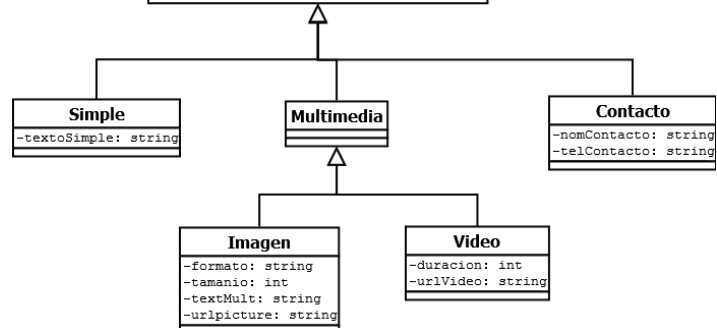 Simple
-textoSimple: string
Multimedia
Contacto
-nomContacto: string
-telContacto: string
Imagen
-formato: string
-tamanio: int
-textMult: string
-urlpicture: string
Video
-duracion: int
-urlVideo: string